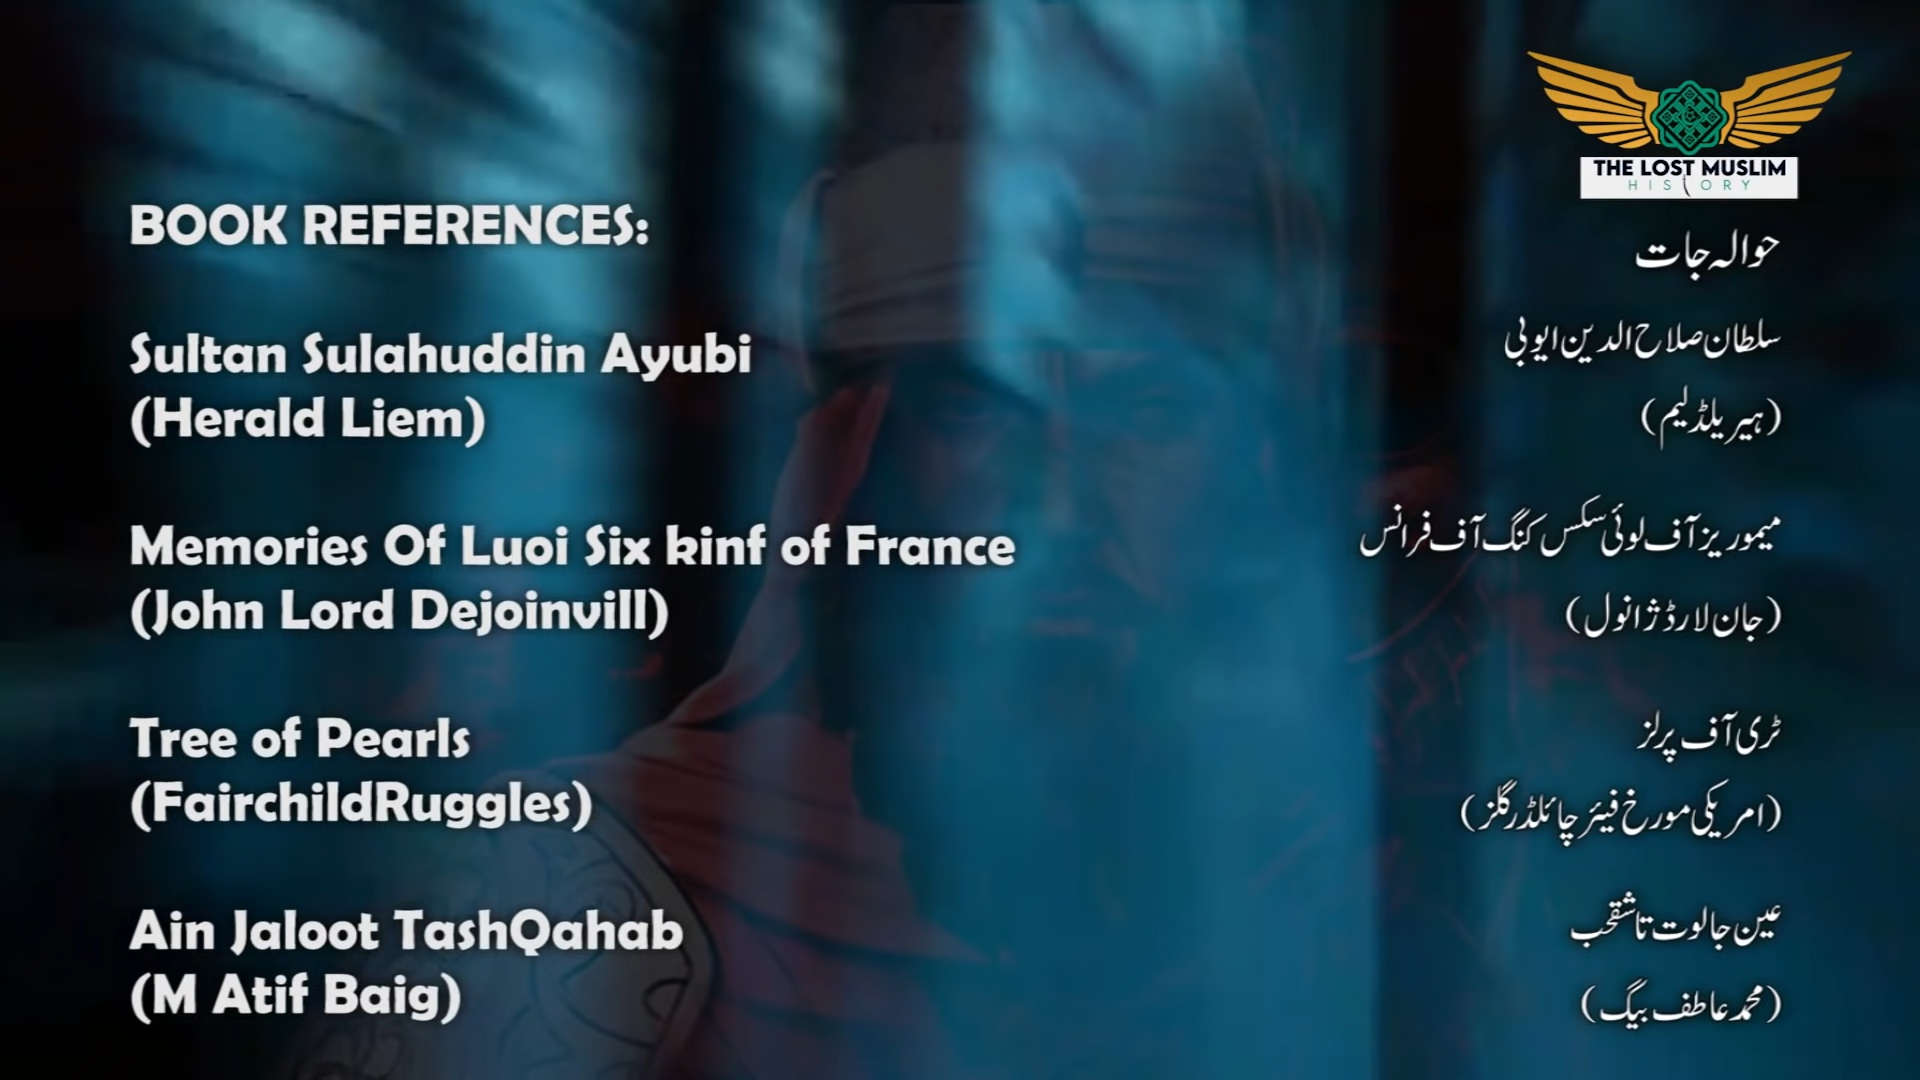 THE LOST MUSLIM
HISTORY
BOOK REFERENCES:
Sultan Sulahuddin Ayubi
(Herald Liem)
Memories Of Luoi Six kinf of France
(John Lord Dejoinvill)
Tree of Pearls
(FairchildRuggles)
Ain Jaloot TashQahab
(M Atif Baig)
حوالہ جات
سلطان صلاح الدین ایوبی
(ہیریلڈ لیم)
میموریز آف لوئی سکس کنگ آف فرانس
(جان لارڈ ژانول)
ٹری آف پرلز
(امریکی مورخ فیئر چائلڈ رگلز)
عین جالوت تا شقحب
(محمد عاطف بیگ)